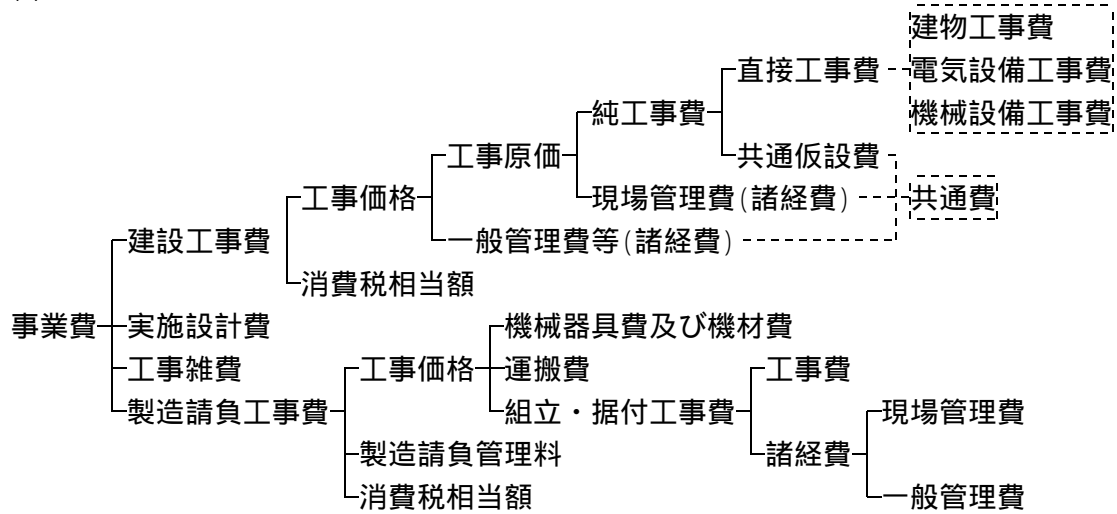 建物工事費
直接工事費 電気設備工事費
純工事費 機械設備工事費
工事原価 共通仮設費
工事価格 現場管理費(諸経費) 共通費
建設工事費 一般管理費等(諸経費)
消費税相当額
事業費 実施設計費 機械器具費及び機材費
工事雑費 工事価格 運搬費 工事費
製造請負工事費 組立・据付工事費 現場管理費
製造請負管理料 諸経費
消費税相当額 一般管理費